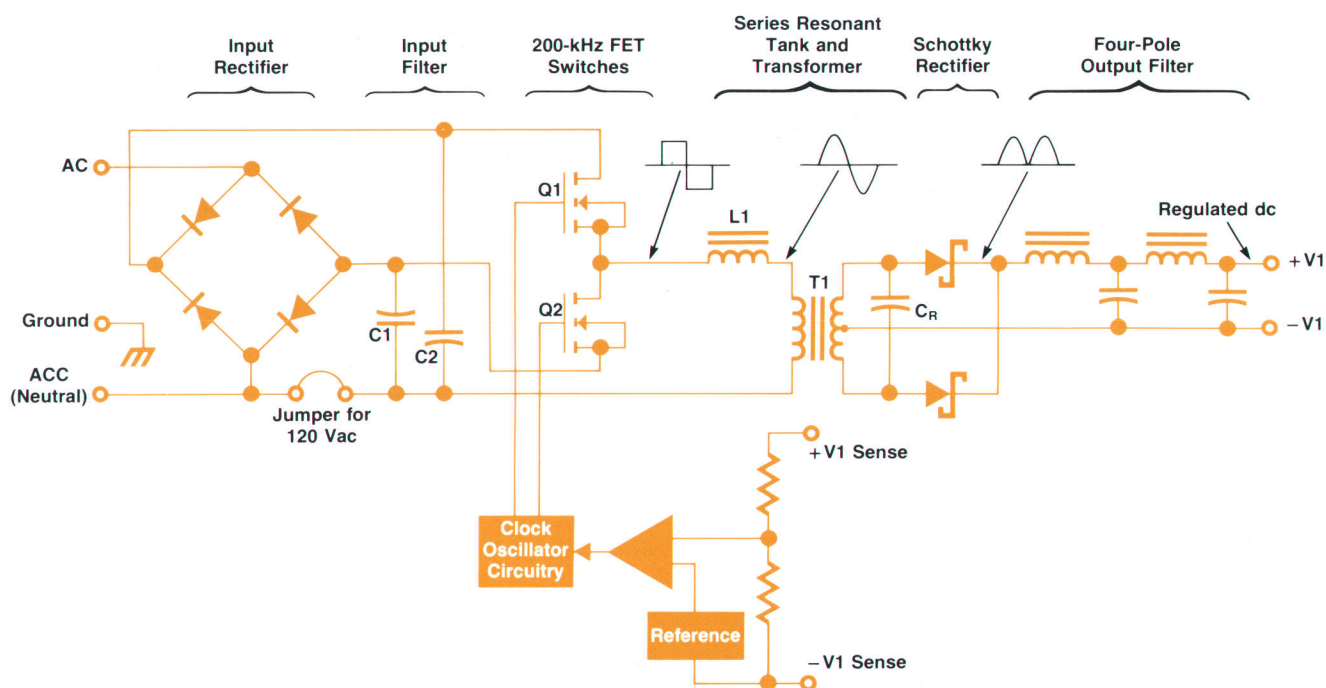 Input
Rectifier
Input
Filter
200-kHz FET
Switches
Series Resonant
Tank and
Transformer
Schottky
Rectifier
Four-Pole
Output Filter
AC
Q1
L1
Regulated dc
+V1
T1
Ground
C1
C2
Q2
CR
−V1
ACC
(Neutral)
Jumper for
120 Vac
+V1 Sense
Clock
Oscillator
Circuitry
Reference
−V1 Sense